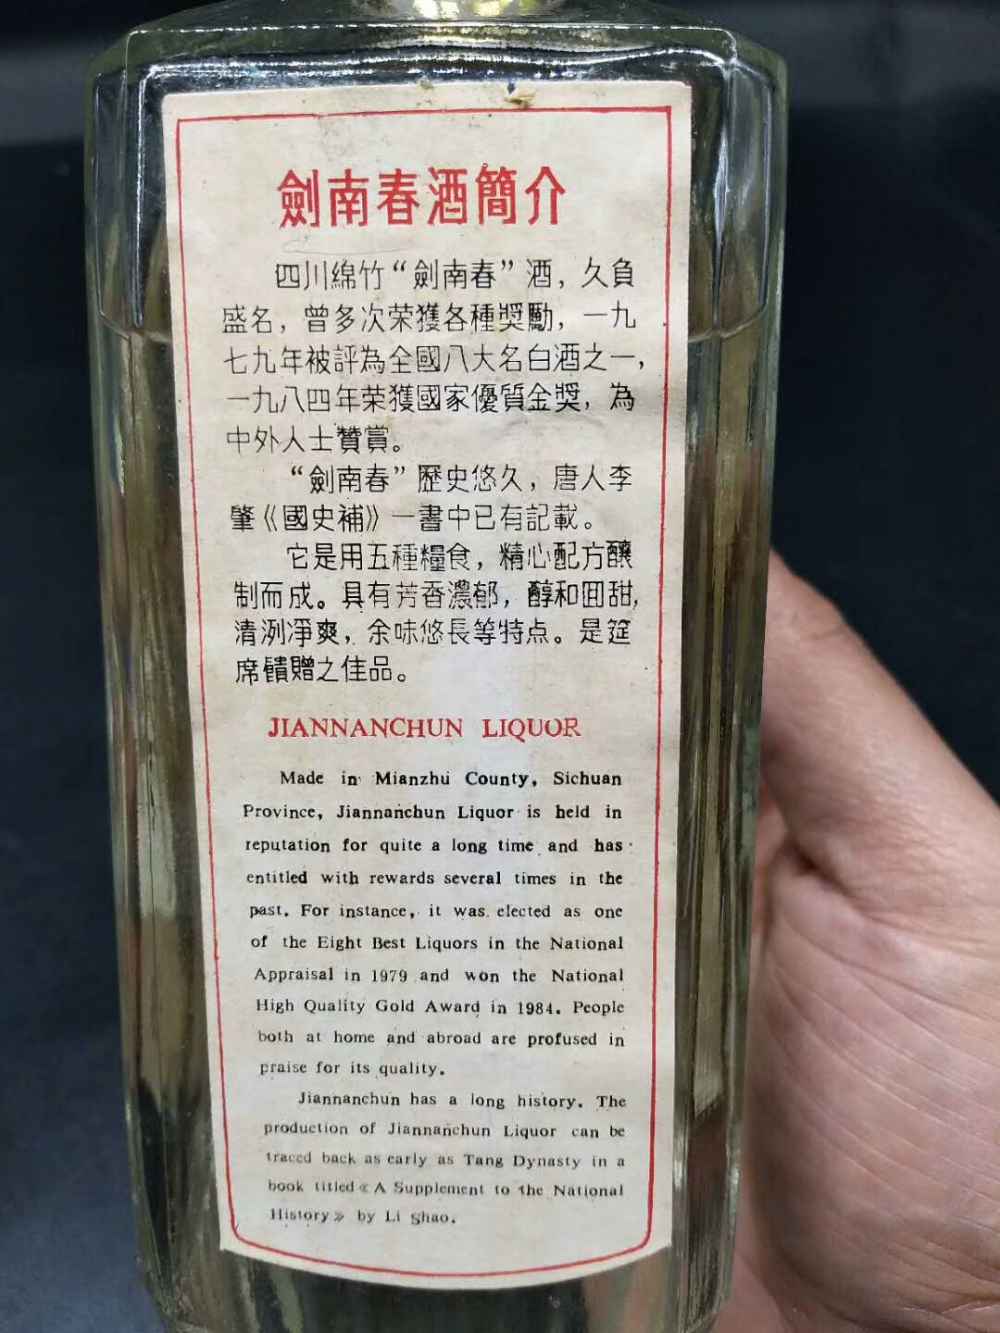 劍南春酒簡介
四川綿竹“劍南春”酒，久負
盛名，曾多次荣獲各種獎勵，一九
七九年被評為全國八大名白酒之一，
一九八四年荣獲國家優質金獎，為
中外人士贊賞。
“劍南春”歷史悠久，唐人李
肇《國史補》一書中已有記載。
它是用五種糧食，精心配方釀
制而成。具有芳香濃郁，醇和回甜，
清洌淨爽，余味悠長等特点。是筵
席饋贈之佳品。
JIANNANCHUN LIQUOR
Made in Mianzhu County, Sichuan
Province, Jiannanchun Liquor is held in
reputation for quite a long time and has
entitled with rewards several times in the
past. For instance, it was elected as one
of the Eight Best Liquors in the National
Appraisal in 1979 and won the National
High Quality Gold Award in 1984. People
both at home and abroad are profused in
praise for its quality.
Jiannanchun has a long history. The
production of Jiannanchun Liquor can be
traced back as early as Tang Dynasty in a
book titled《A Supplement to the National
History》by Li Shao.